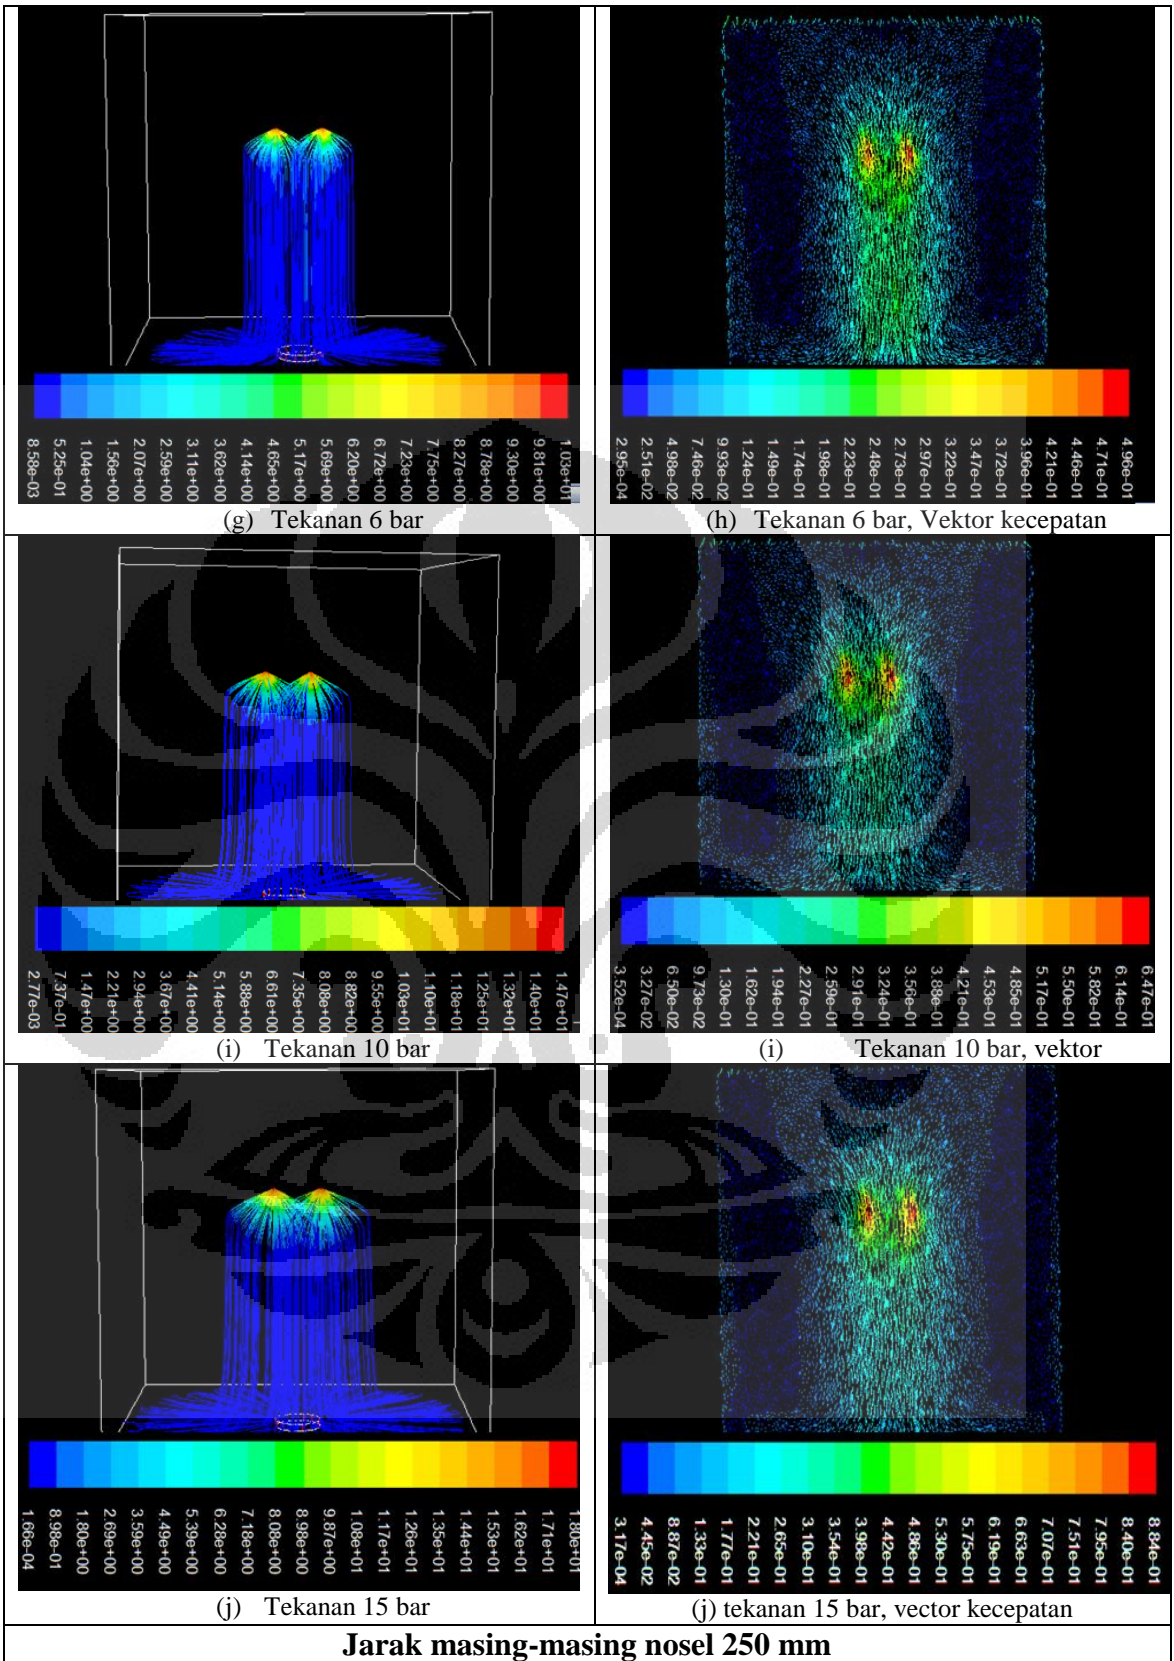 8.58e-03 5.25e-01 1.04e+00 1.56e+00 2.07e+00 2.59e+00 3.11e+00 3.62e+00 4.14e+00 4.65e+00 5.17e+00 5.69e+00 6.20e+00 6.72e+00 7.23e+00 7.75e+00 8.27e+00 8.78e+00 9.30e+00 9.81e+00 1.03e+01
(g) Tekanan 6 bar
2.95e-04 2.51e-02 4.98e-02 7.46e-02 9.93e-02 1.24e-01 1.49e-01 1.74e-01 1.98e-01 2.23e-01 2.48e-01 2.73e-01 2.97e-01 3.22e-01 3.47e-01 3.72e-01 3.96e-01 4.21e-01 4.46e-01 4.71e-01 4.96e-01
(h) Tekanan 6 bar, Vektor kecepatan
2.77e-03 7.37e-01 1.47e+00 2.21e+00 2.94e+00 3.67e+00 4.41e+00 5.14e+00 5.88e+00 6.61e+00 7.35e+00 8.08e+00 8.82e+00 9.55e+00 1.03e+01 1.10e+01 1.18e+01 1.25e+01 1.32e+01 1.40e+01 1.47e+01
(i) Tekanan 10 bar
3.52e-04 3.27e-02 6.50e-02 9.73e-02 1.30e-01 1.62e-01 1.94e-01 2.27e-01 2.59e-01 2.91e-01 3.24e-01 3.56e-01 3.88e-01 4.21e-01 4.53e-01 4.85e-01 5.17e-01 5.50e-01 5.82e-01 6.14e-01 6.47e-01
(i) Tekanan 10 bar, vektor
1.66e-04 8.98e-01 1.80e+00 2.69e+00 3.59e+00 4.49e+00 5.39e+00 6.28e+00 7.18e+00 8.08e+00 8.98e+00 9.87e+00 1.08e+01 1.17e+01 1.26e+01 1.35e+01 1.44e+01 1.53e+01 1.62e+01 1.71e+01 1.80e+01
(j) Tekanan 15 bar
3.17e-04 4.45e-02 8.87e-02 1.33e-01 1.77e-01 2.21e-01 2.65e-01 3.10e-01 3.54e-01 3.98e-01 4.42e-01 4.86e-01 5.30e-01 5.75e-01 6.19e-01 6.63e-01 7.07e-01 7.51e-01 7.95e-01 8.40e-01 8.84e-01
(j) tekanan 15 bar, vector kecepatan
Jarak masing-masing nosel 250 mm